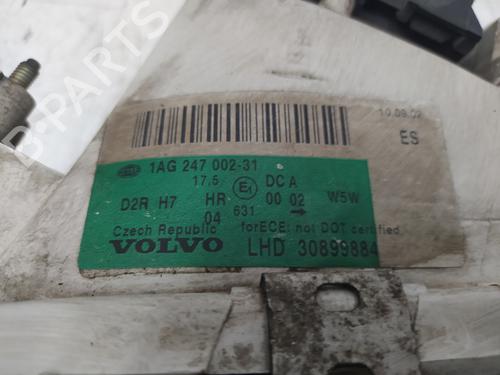 B-PARTS
10.09.02
ES
1AG 247 002-31
17,5 E1 DC A
D2R H7 HR 00 02 W5W
04 631 →
Czech Republic forECE: not DOT certified
VOLVO LHD 30899884